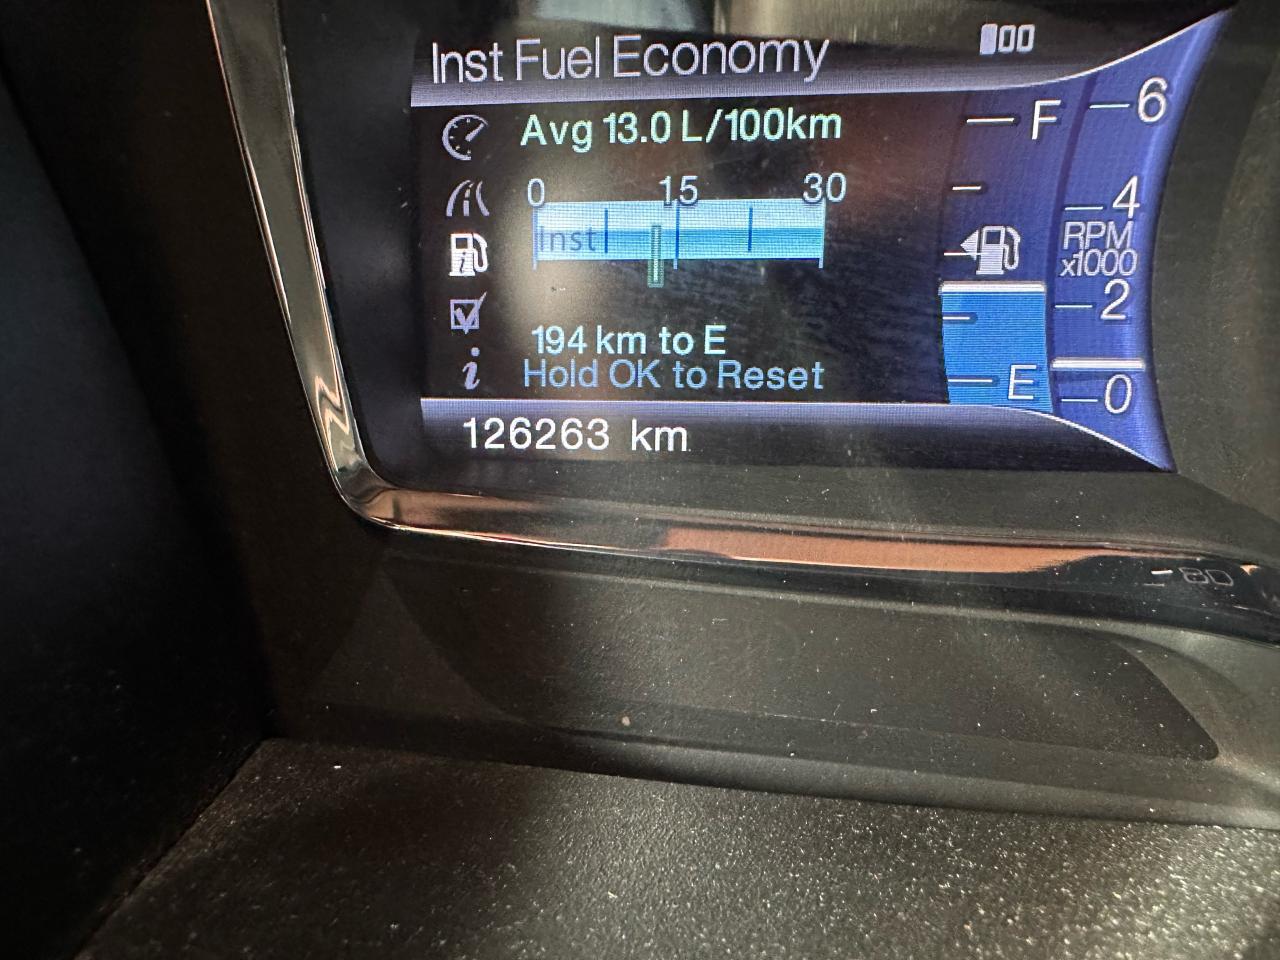 Inst Fuel Economy
Avg 13.0 L/100km
0 15 30
Inst
194 km to E
Hold OK to Reset
126263 km
F
E
6
4
RPM
x1000
2
0